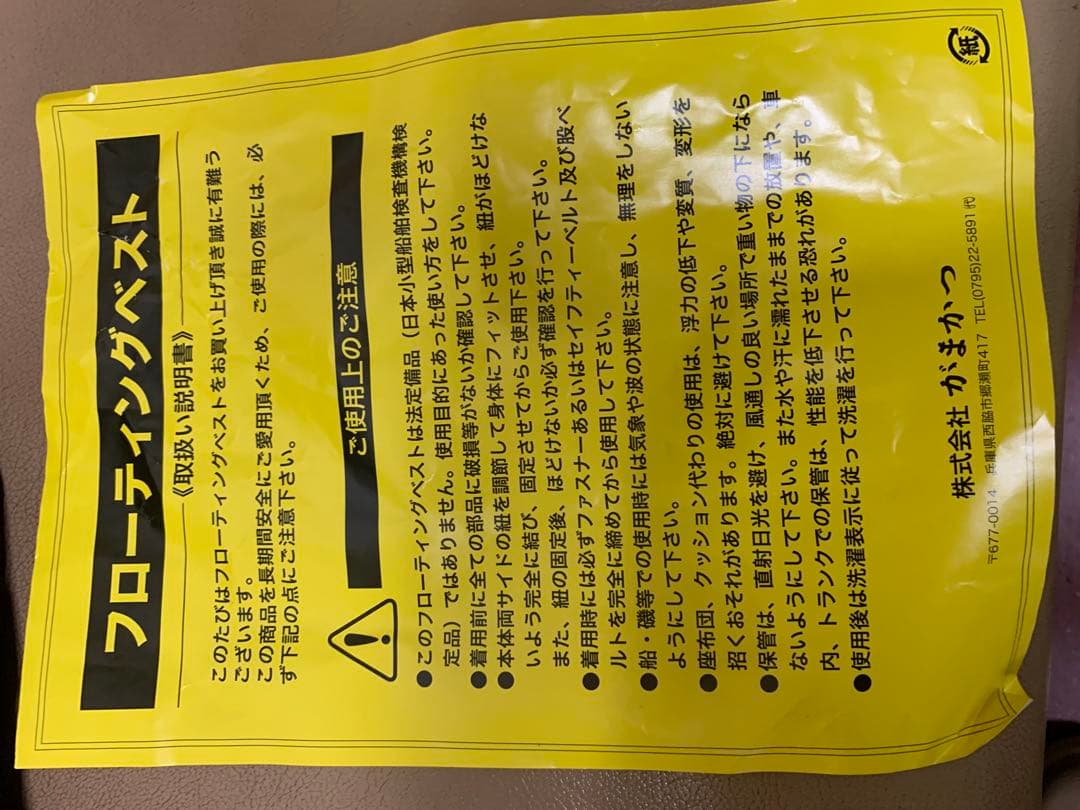 フローティングベスト
《取扱い説明書》
このたびはフローティングベストをお買い上げ頂き誠に有難う
ございます。
この商品を長期間安全にご愛用頂くため、ご使用の際には、必
ず下記の点にご注意下さい。
ご使用上のご注意
●このフローティングベストは法定備品（日本小型船舶検査機構検
定品）ではありません。使用目的にあった使い方をして下さい。
●着用前に全ての部品に破損等がないか確認して下さい。
●本体両サイドの紐を調節して身体にフィットさせ、紐がほどけな
いよう完全に結び、固定させてからご使用下さい。
また、紐の固定後、ほどけないか必ず確認を行って下さい。
●着用時には必ずファスナーあるいはセイフティーベルト及び股ベ
ルトを完全に締めてから使用して下さい。
●船・磯等での使用時には気象や波の状態に注意し、無理をしない
ようにして下さい。
●座布団、クッション代わりの使用は、浮力の低下や変質、変形を
招くおそれがあります。絶対に避けて下さい。
●保管は、直射日光を避け、風通しの良い場所で重い物の下になら
ないようにして下さい。また水や汗に濡れたままでの放置や、車
内、トランクでの保管は、性能を低下させる恐れがあります。
●使用後は洗濯表示に従って洗濯を行って下さい。
株式会社 がまかつ
〒677-0014 兵庫県西脇市郷瀬町417 TEL(0795)22-5891代
紙